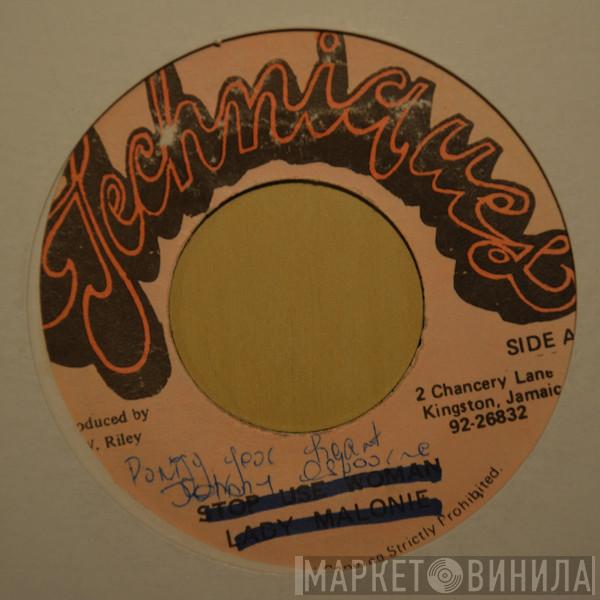 Techniques
SIDE A
2 Chancery Lane
Kingston, Jamaic
92-26832
oduced by
W. Riley
heart
Johnny Osbourne
STOP USE WOMAN
LADY MALONIE
Strictly Prohibited.
МАРКЕТ ВИНИЛА